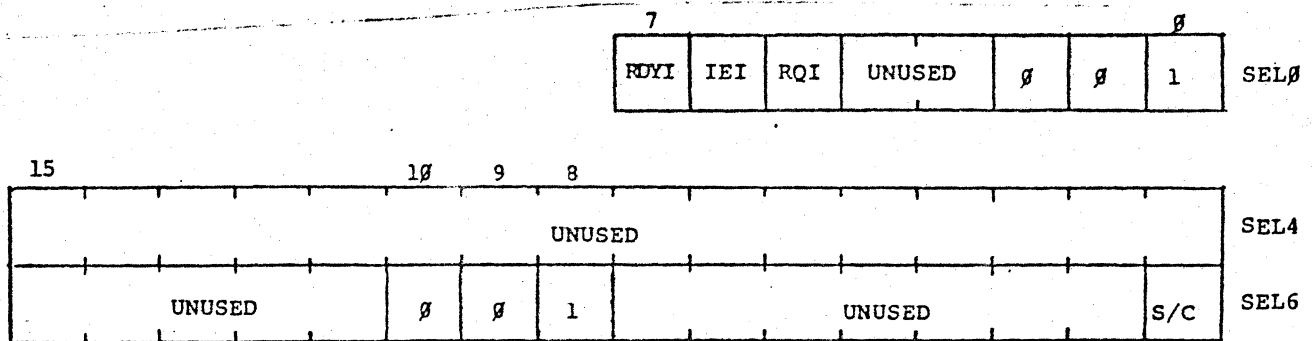 7 Ø
RDYI IEI RQI UNUSED Ø Ø 1 SELØ
15 1Ø 9 8
UNUSED SEL4
UNUSED Ø Ø 1 UNUSED S/C SEL6